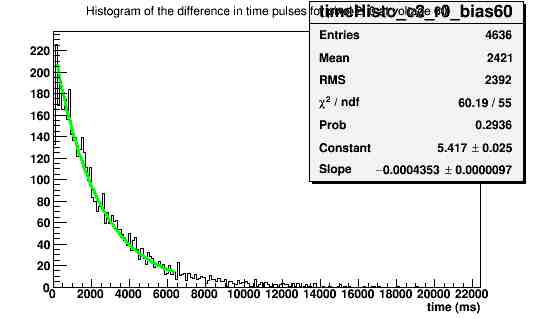 Histogram of the difference in time pulses
timeHisto_c3_r0_bias60
Entries 4636
Mean 2421
RMS 2392
χ² / ndf 60.19 / 55
Prob 0.2936
Constant 5.417 ± 0.025
Slope −0.0004353 ± 0.0000097
220
200
180
160
140
120
100
80
60
40
20
0
0 2000 4000 6000 8000 10000 12000 14000 16000 18000 20000 22000
time (ms)